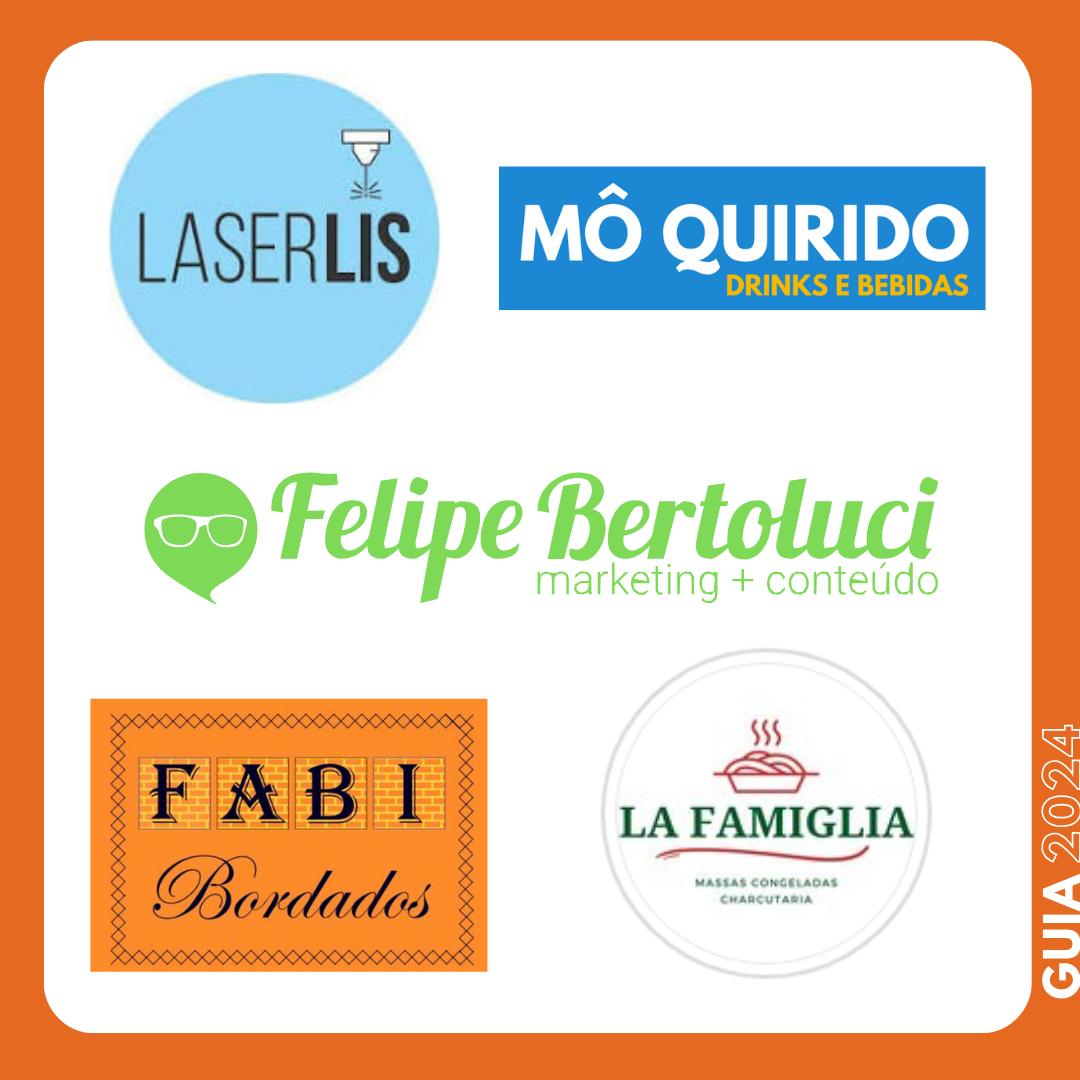 LASERLIS
MÔ QUIRIDO
DRINKS E BEBIDAS
Felipe Bertoluci
marketing + conteúdo
FABI
Bordados
LA FAMIGLIA
MASSAS CONGELADAS
CHARCUTARIA
GUIA 2024